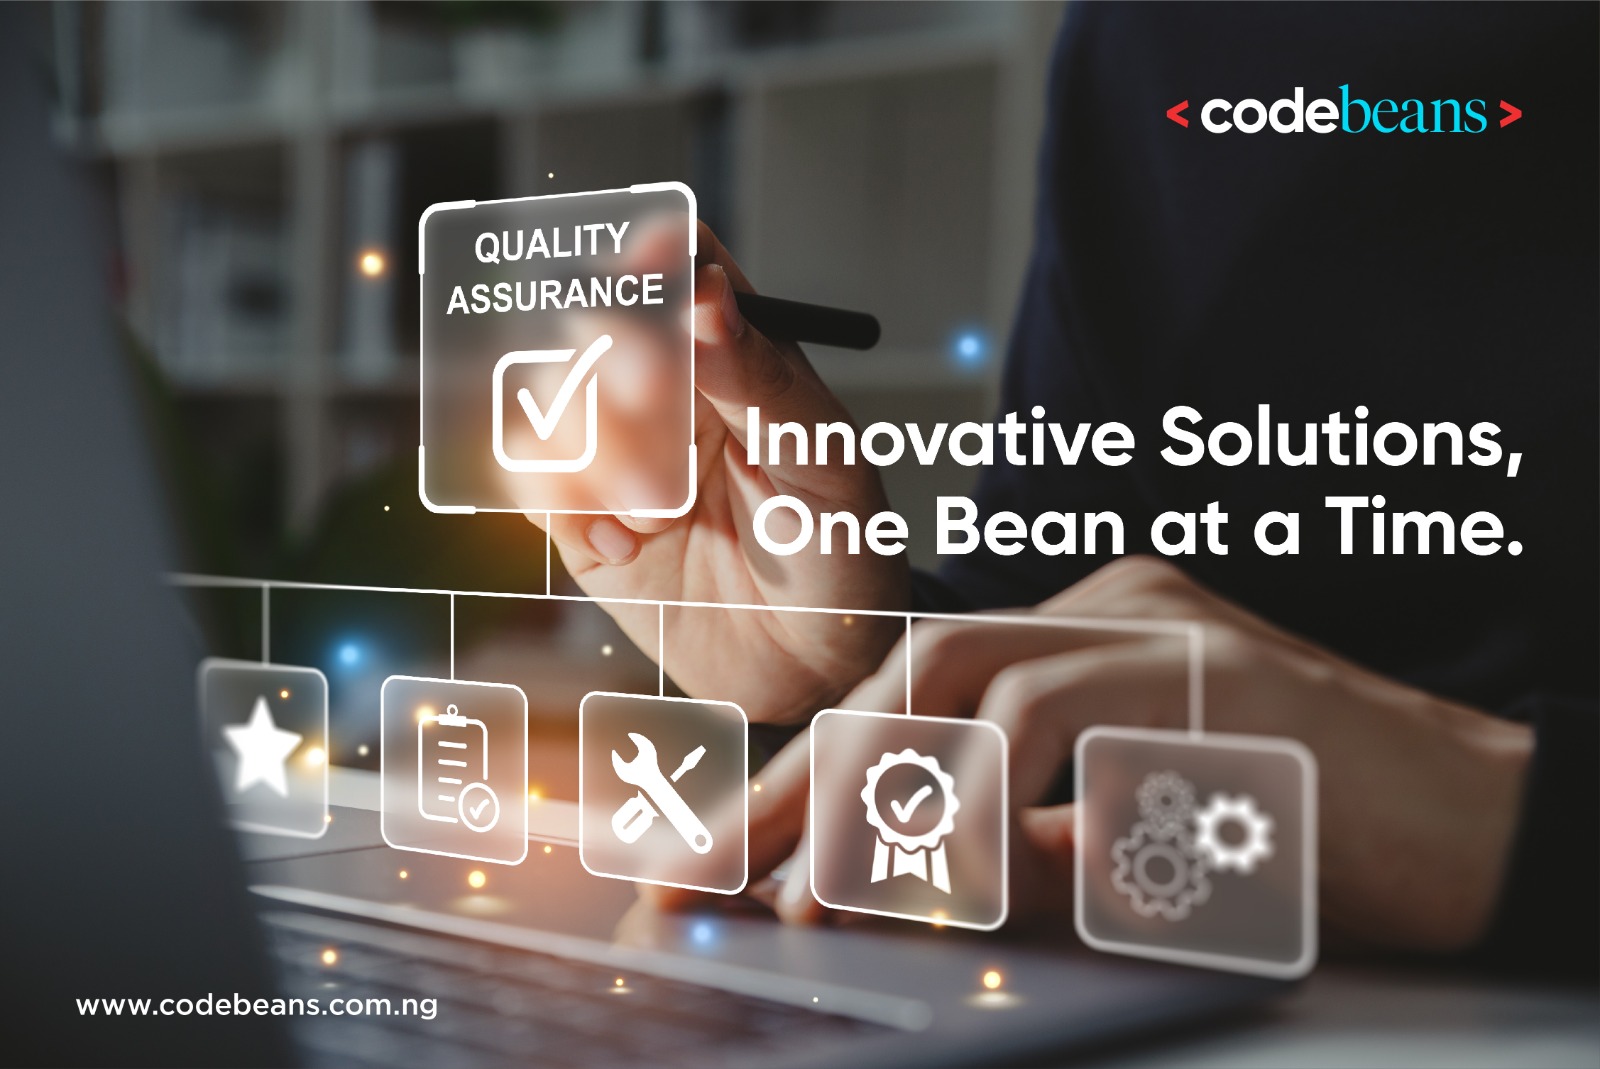 <codebeans>
QUALITY
ASSURANCE
Innovative Solutions,
One Bean at a Time.
www.codebeans.com.ng